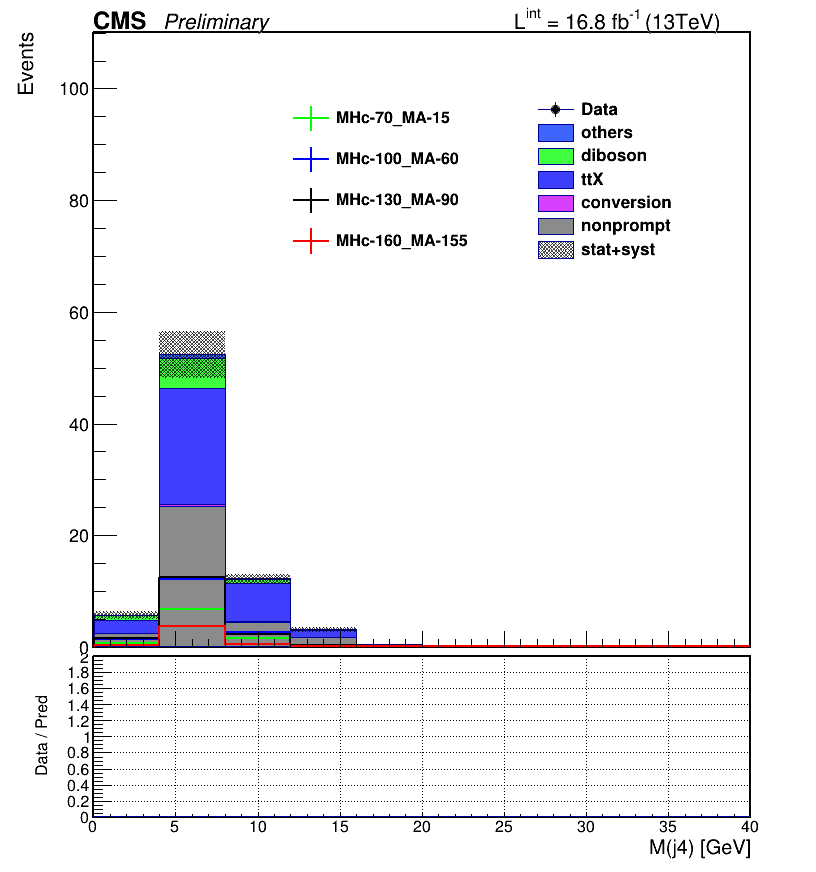 CMS Preliminary
L^int = 16.8 fb^-1 (13TeV)
Events
100
80
60
40
20
0
MHc-70_MA-15
MHc-100_MA-60
MHc-130_MA-90
MHc-160_MA-155
Data
others
diboson
ttX
conversion
nonprompt
stat+syst
Data / Pred
2
1.8
1.6
1.4
1.2
1
0.8
0.6
0.4
0.2
0
0 5 10 15 20 25 30 35 40
M(j4) [GeV]